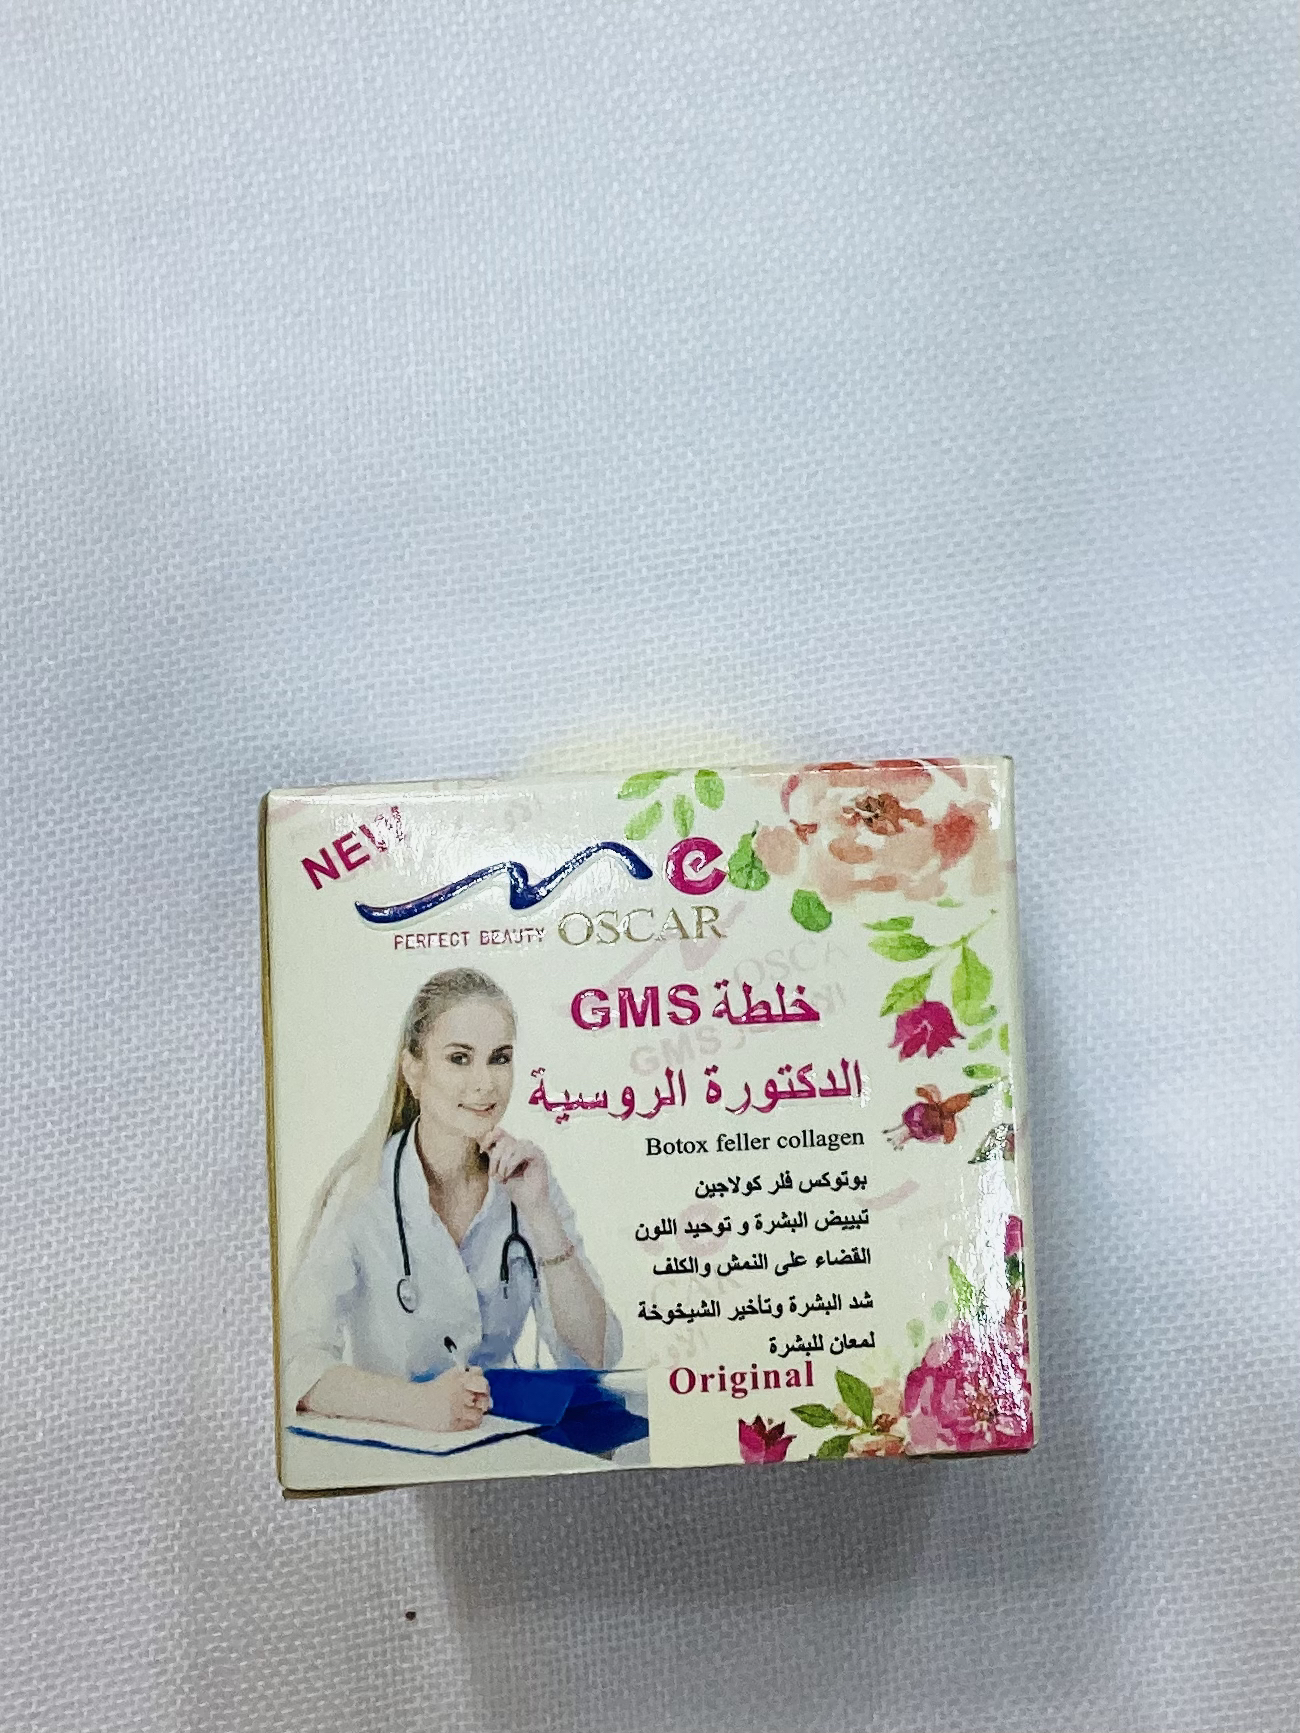 NEW
e
PERFECT BEAUTY OSCAR
خلطة GMS
الدكتورة الروسية
Botox feller collagen
بوتوكس فلر كولاجين
تبييض البشرة و توحيد اللون
القضاء على النمش والكلف
شد البشرة وتأخير الشيخوخة
لمعان للبشرة
Original